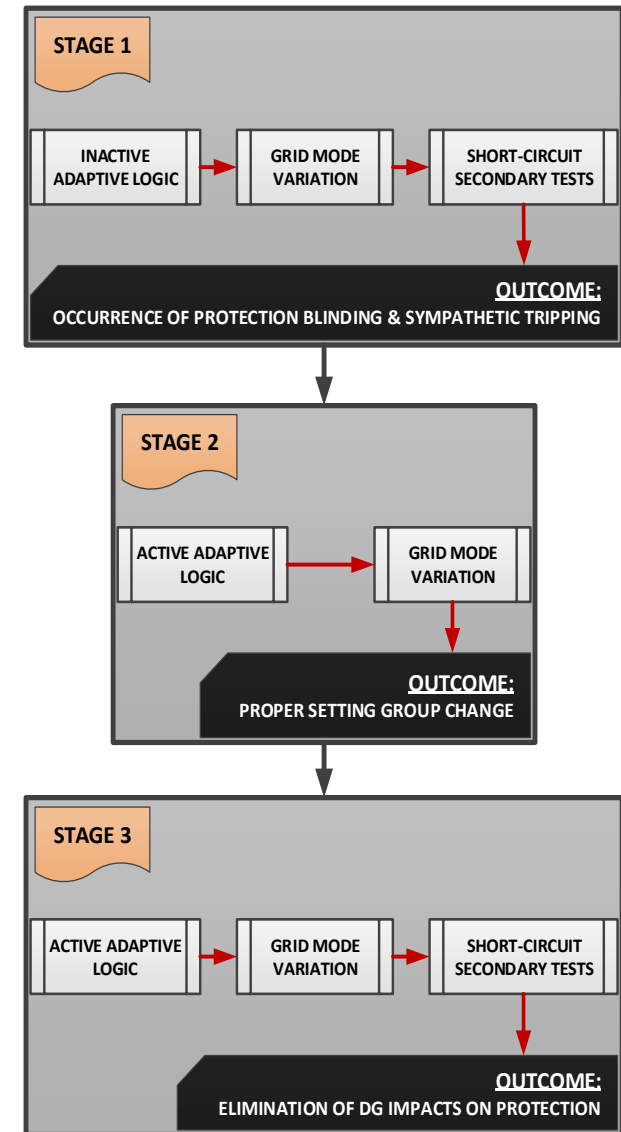 STAGE 1
INACTIVE
ADAPTIVE LOGIC
GRID MODE
VARIATION
SHORT-CIRCUIT
SECONDARY TESTS
OUTCOME:
OCCURRENCE OF PROTECTION BLINDING & SYMPATHETIC TRIPPING
STAGE 2
ACTIVE ADAPTIVE
LOGIC
GRID MODE
VARIATION
OUTCOME:
PROPER SETTING GROUP CHANGE
STAGE 3
ACTIVE ADAPTIVE
LOGIC
GRID MODE
VARIATION
SHORT-CIRCUIT
SECONDARY TESTS
OUTCOME:
ELIMINATION OF DG IMPACTS ON PROTECTION